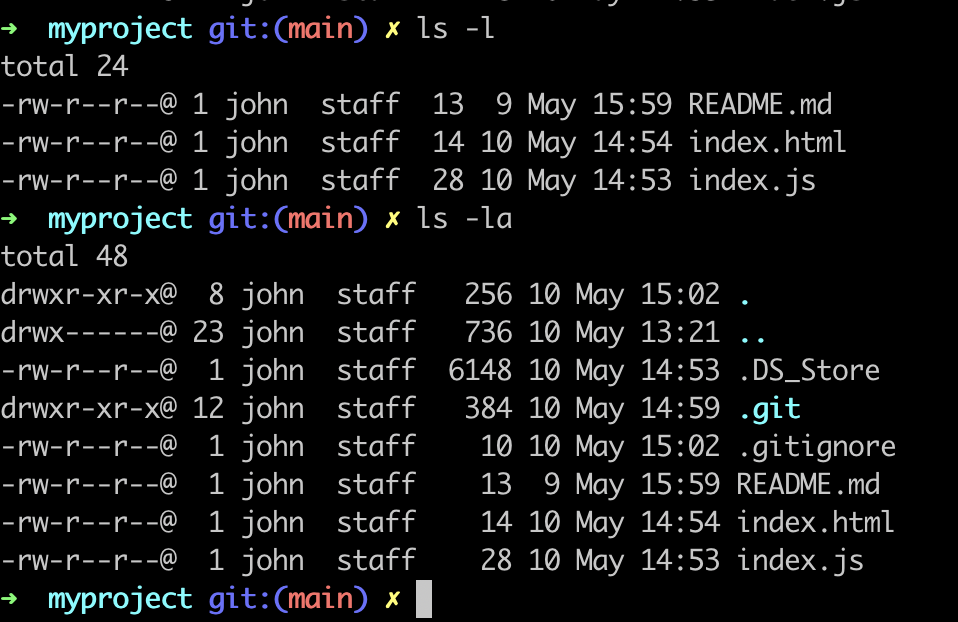 ➜  myproject git:(main) ✗ ls -l
total 24
-rw-r--r--@ 1 john  staff  13  9 May 15:59 README.md
-rw-r--r--@ 1 john  staff  14 10 May 14:54 index.html
-rw-r--r--@ 1 john  staff  28 10 May 14:53 index.js
➜  myproject git:(main) ✗ ls -la
total 48
drwxr-xr-x@  8 john  staff   256 10 May 15:02 .
drwx------@ 23 john  staff   736 10 May 13:21 ..
-rw-r--r--@  1 john  staff  6148 10 May 14:53 .DS_Store
drwxr-xr-x@ 12 john  staff   384 10 May 14:59 .git
-rw-r--r--@  1 john  staff    10 10 May 15:02 .gitignore
-rw-r--r--@  1 john  staff    13  9 May 15:59 README.md
-rw-r--r--@  1 john  staff    14 10 May 14:54 index.html
-rw-r--r--@  1 john  staff    28 10 May 14:53 index.js
➜  myproject git:(main) ✗